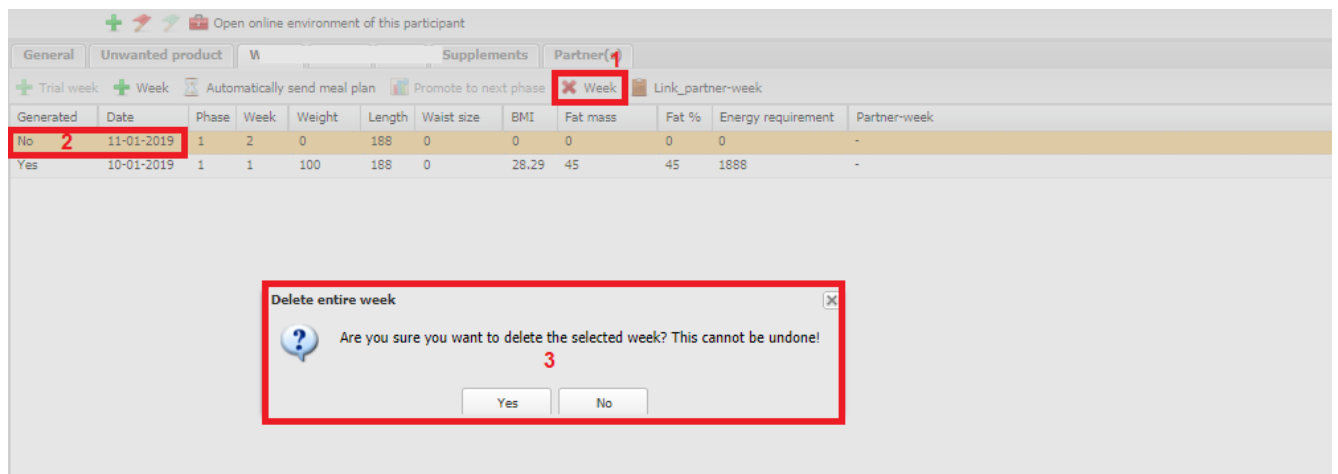 Open online environment of this participant
General Unwanted product W Supplements Partner(s) 1
Trial week Week Automatically send meal plan Promote to next phase Week Link_partner-week
Generated Date Phase Week Weight Length Waist size BMI Fat mass Fat % Energy requirement Partner-week
No 2 11-01-2019 1 2 0 188 0 0 0 0 0 -
Yes 10-01-2019 1 1 100 188 0 28.29 45 45 1888 -
Delete entire week
Are you sure you want to delete the selected week? This cannot be undone!
3
Yes No